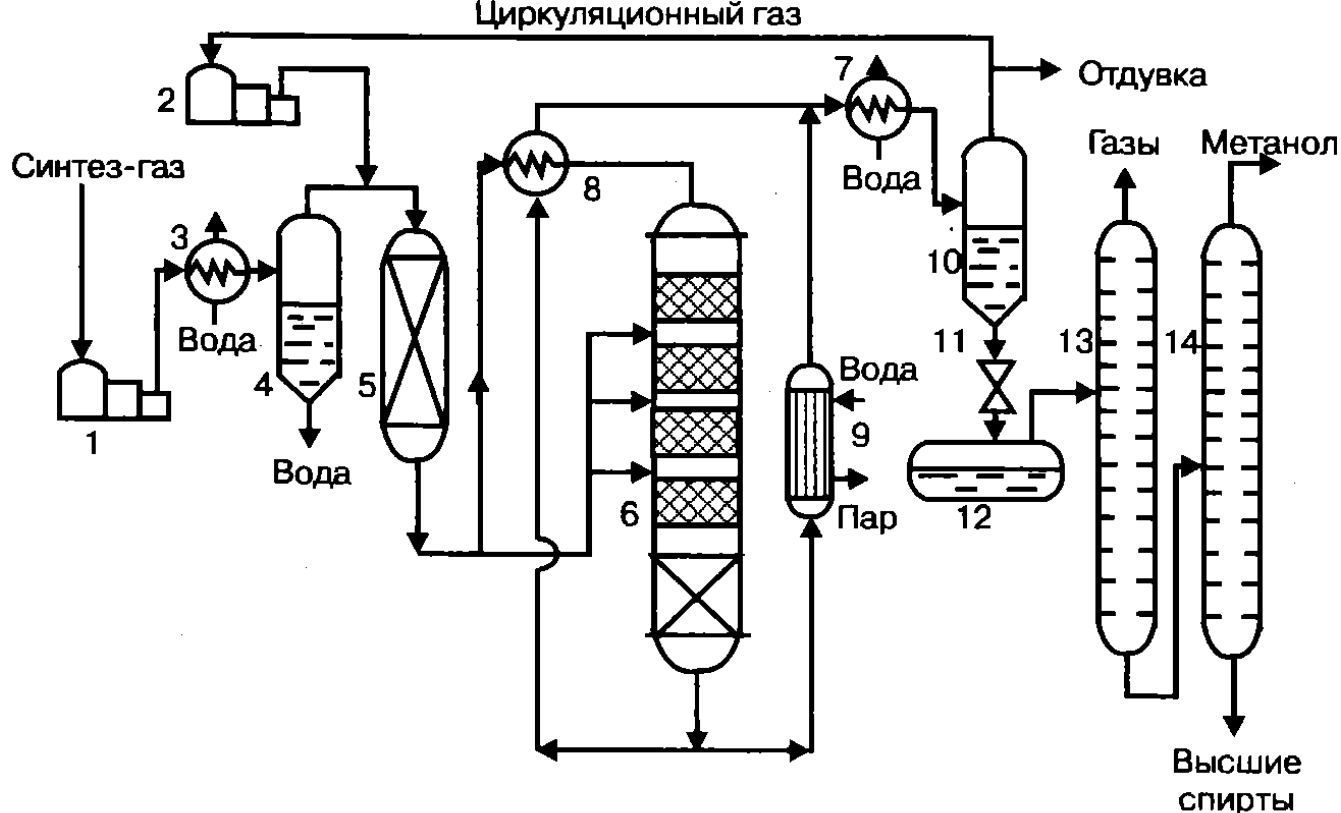 Циркуляционный газ
7
Отдувка
2
Газы
Метанол
Синтез-газ
8
Вода
3
10
Вода
4
5
11
13
14
Вода
9
1
Вода
6
Пар
12
Высшие
спирты